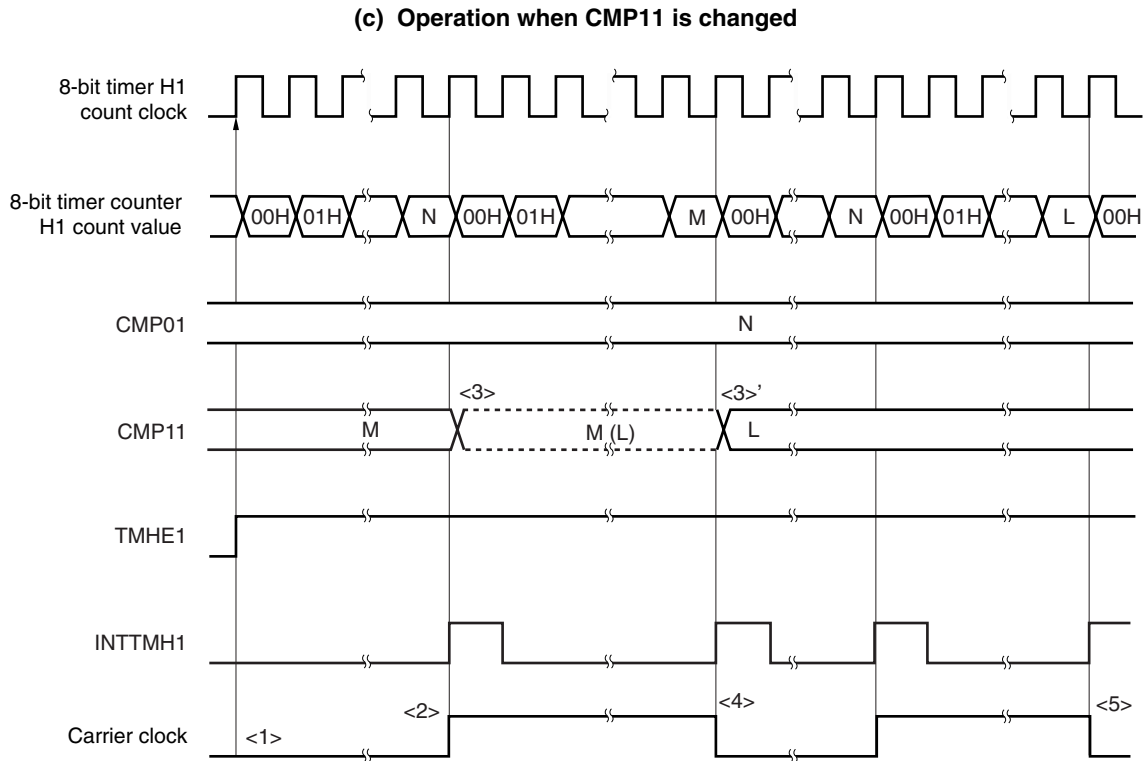 (c) Operation when CMP11 is changed
8-bit timer H1
count clock
8-bit timer counter
H1 count value
00H 01H N 00H 01H M 00H N 00H 01H L 00H
CMP01
N
<3> <3>’
CMP11
M M (L) L
TMHE1
INTTMH1
<2> <4> <5>
Carrier clock
<1>